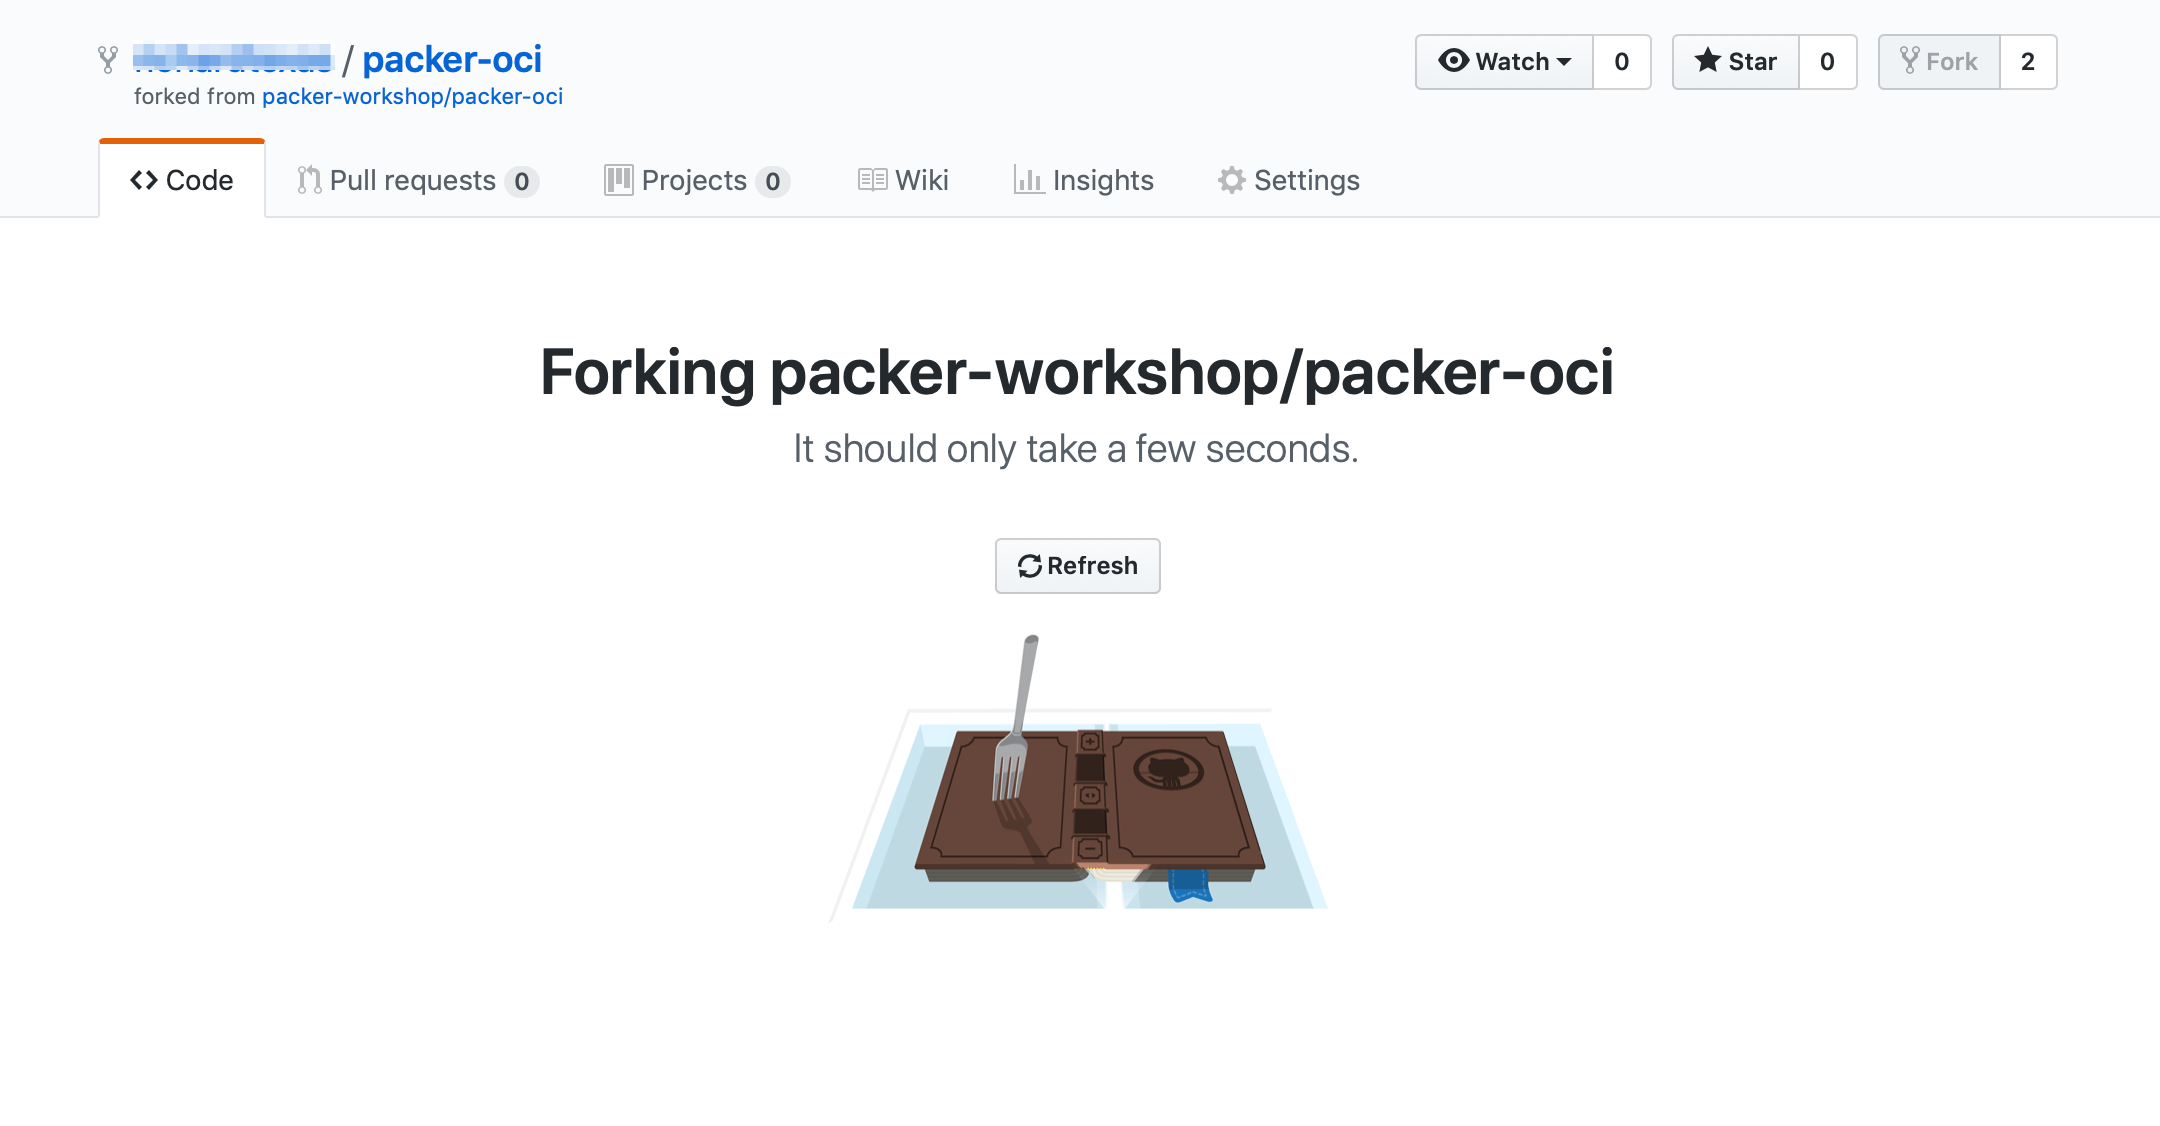 / packer-oci
forked from packer-workshop/packer-oci
Watch 0
Star 0
Fork 2
Code
Pull requests 0
Projects 0
Wiki
Insights
Settings
Forking packer-workshop/packer-oci
It should only take a few seconds.
Refresh